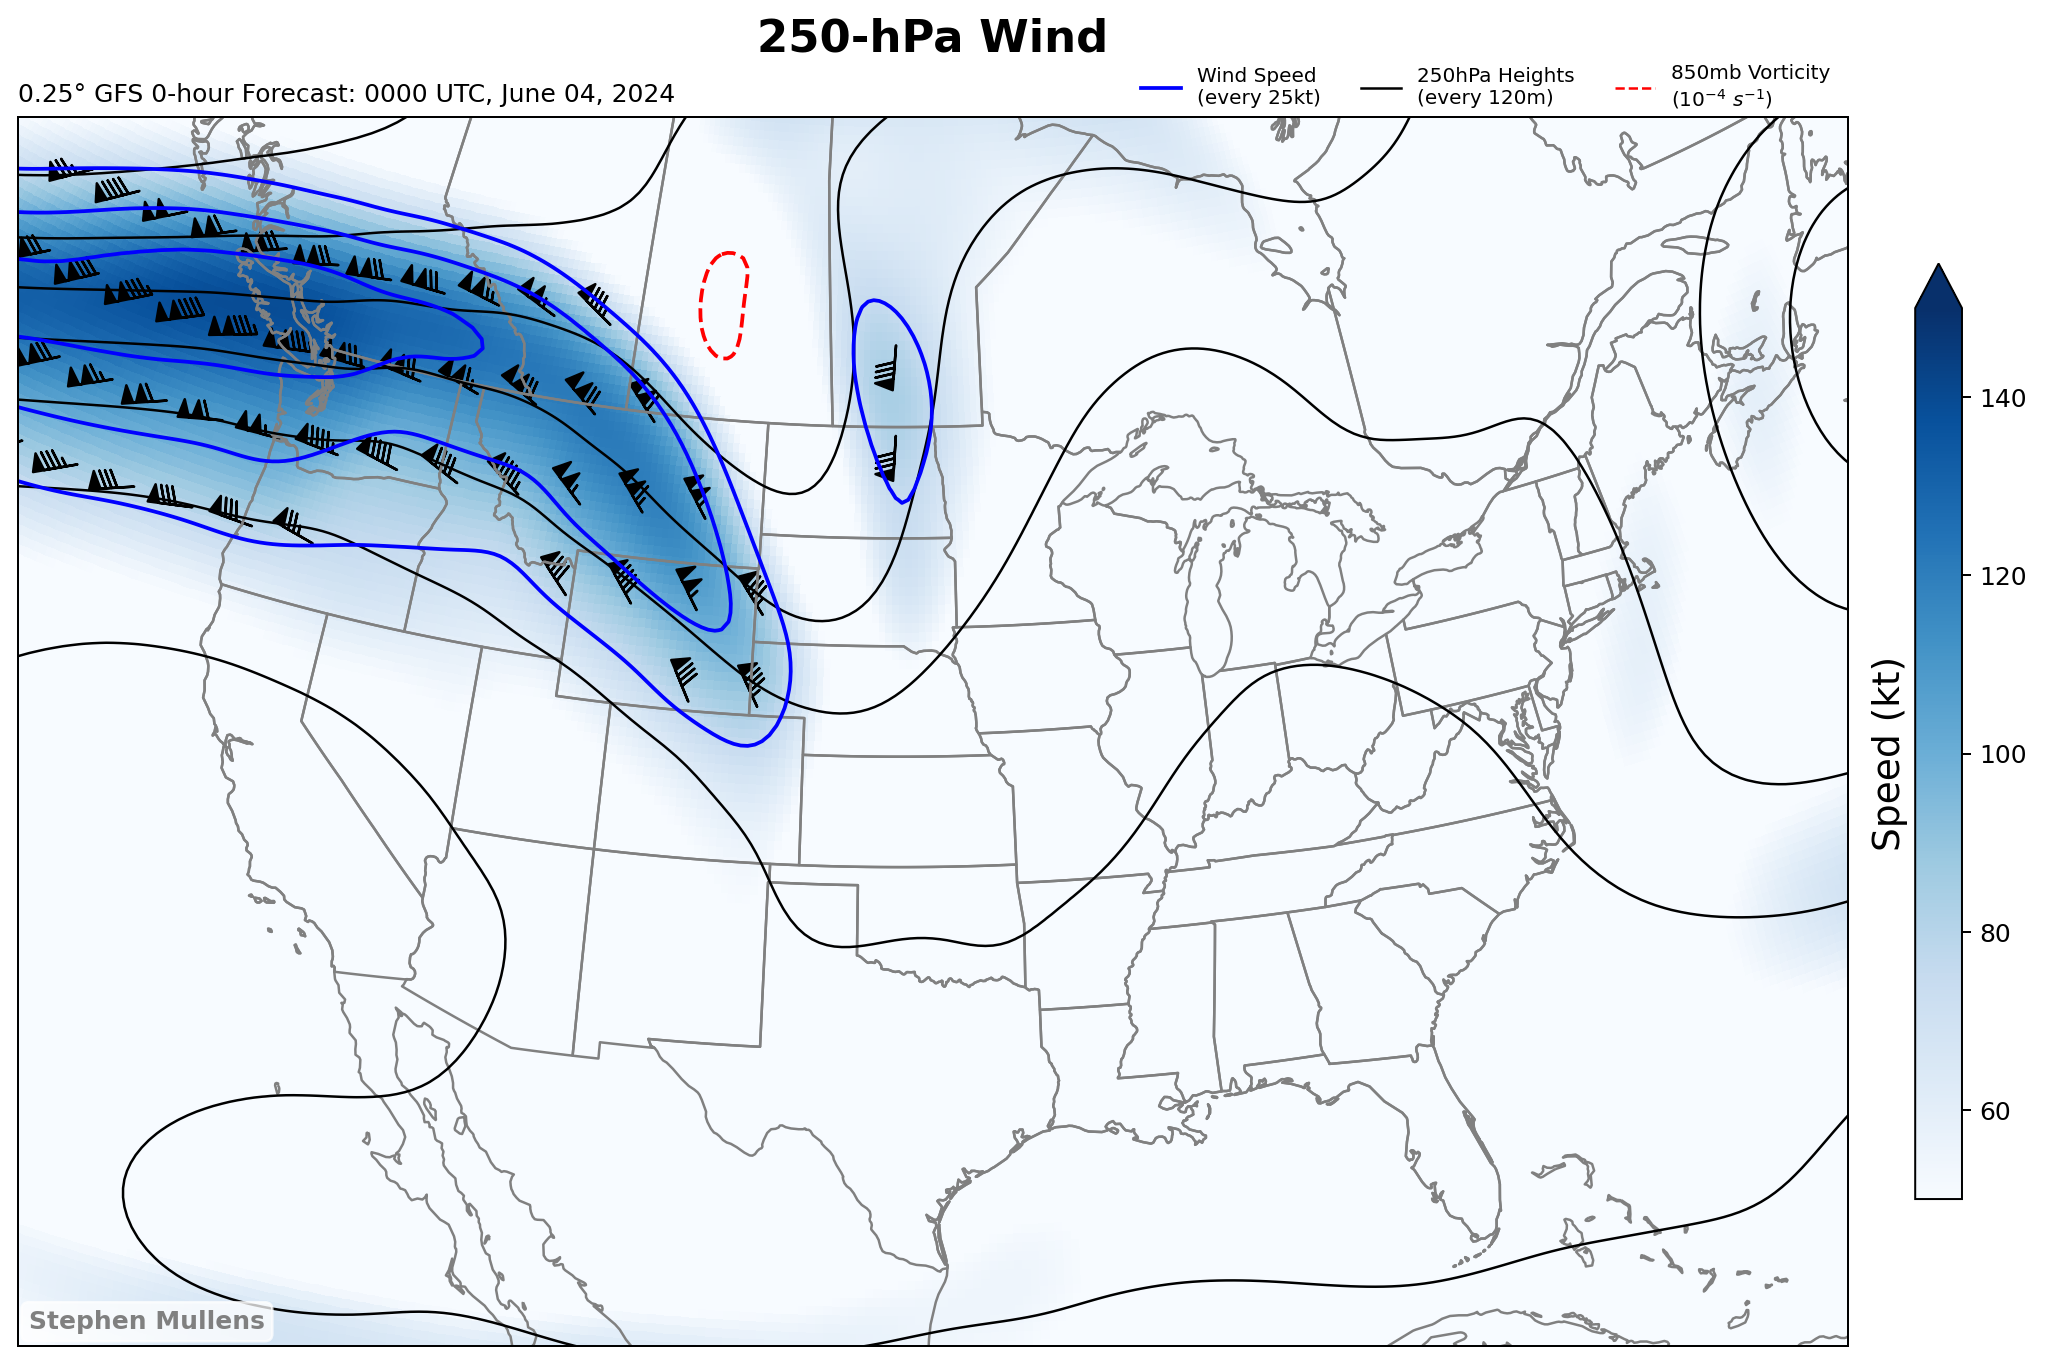 250-hPa Wind
0.25° GFS 0-hour Forecast: 0000 UTC, June 04, 2024
Wind Speed
(every 25kt)
250hPa Heights
(every 120m)
850mb Vorticity
(10⁻⁴ s⁻¹)
140
120
100
80
60
Speed (kt)
Stephen Mullens